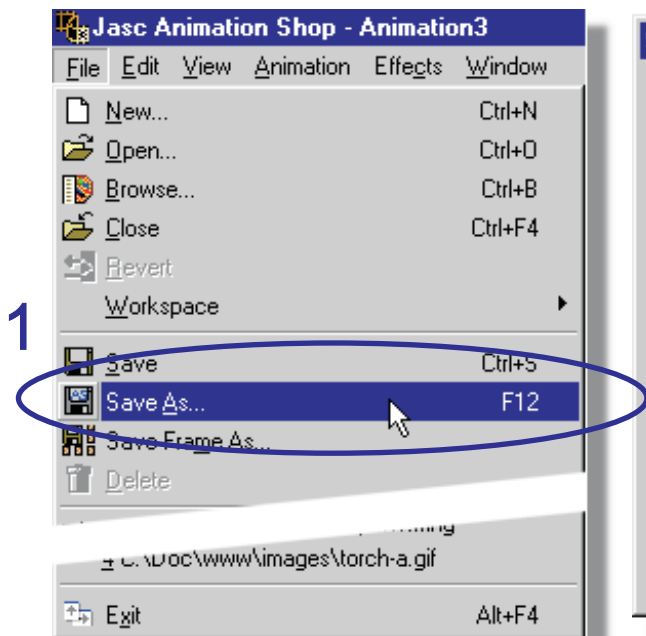 Jasc Animation Shop - Animation3
File Edit View Animation Effects Window
New... Ctrl+N
Open... Ctrl+O
Browse... Ctrl+B
Close Ctrl+F4
Revert
Workspace
1
Save Ctrl+S
Save As... F12
Save Frame As...
Delete
4 C:\Doc\www\images\torch-a.gif
Exit Alt+F4